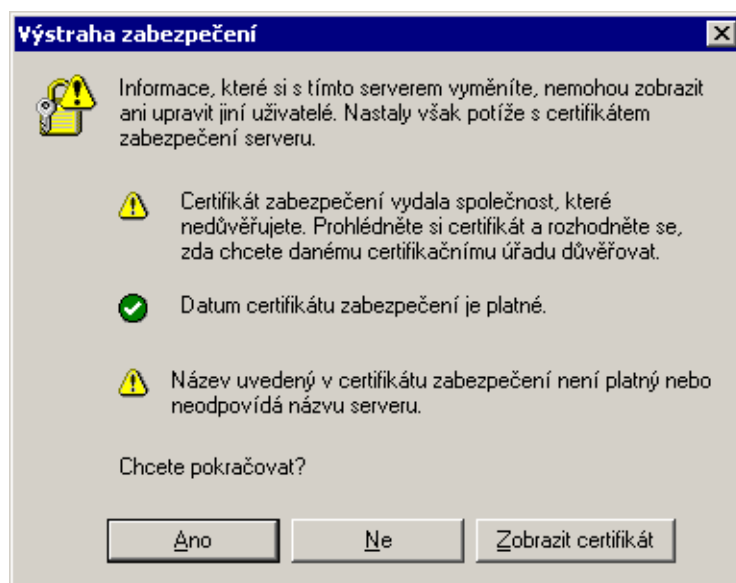 Výstraha zabezpečení
Informace, které si s tímto serverem vyměníte, nemohou zobrazit
ani upravit jiní uživatelé. Nastaly však potíže s certifikátem
zabezpečení serveru.
Certifikát zabezpečení vydala společnost, které
nedůvěřujete. Prohlédněte si certifikát a rozhodněte se,
zda chcete danému certifikačnímu úřadu důvěřovat.
Datum certifikátu zabezpečení je platné.
Název uvedený v certifikátu zabezpečení není platný nebo
neodpovídá názvu serveru.
Chcete pokračovat?
Ano Ne Zobrazit certifikát